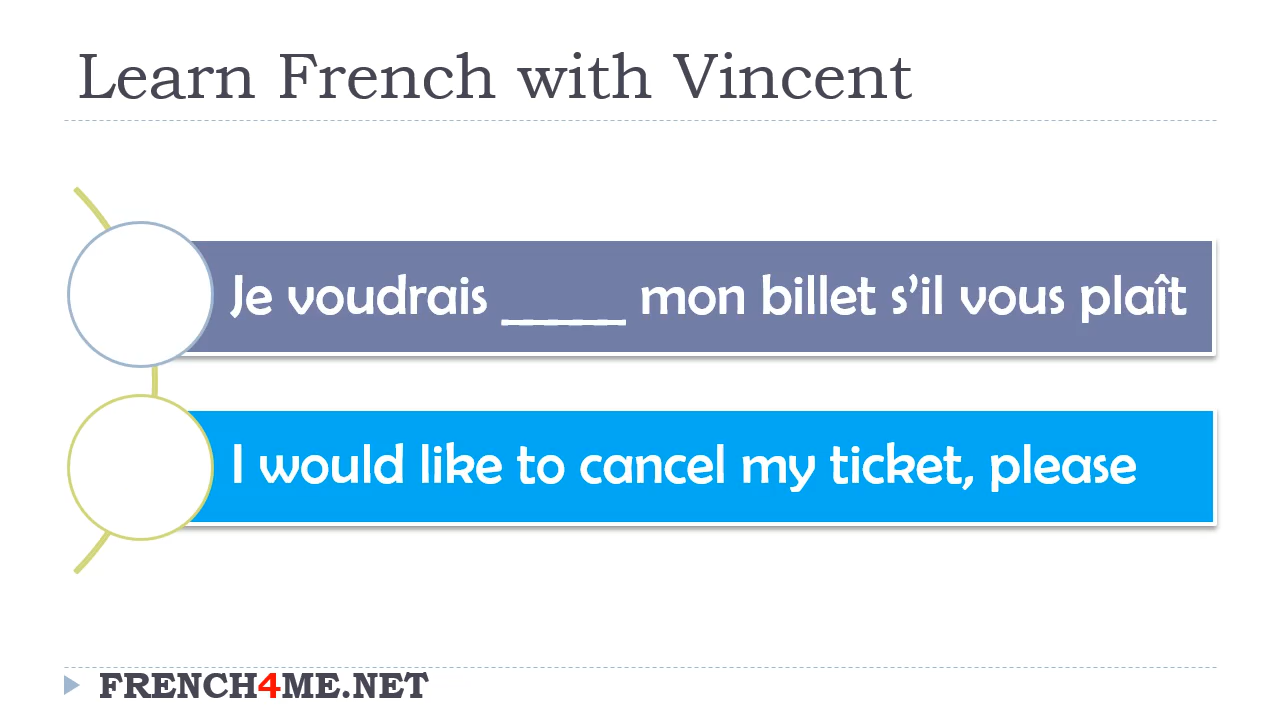 Learn French with Vincent
Je voudrais _____ mon billet s’il vous plaît
I would like to cancel my ticket, please
FRENCH4ME.NET